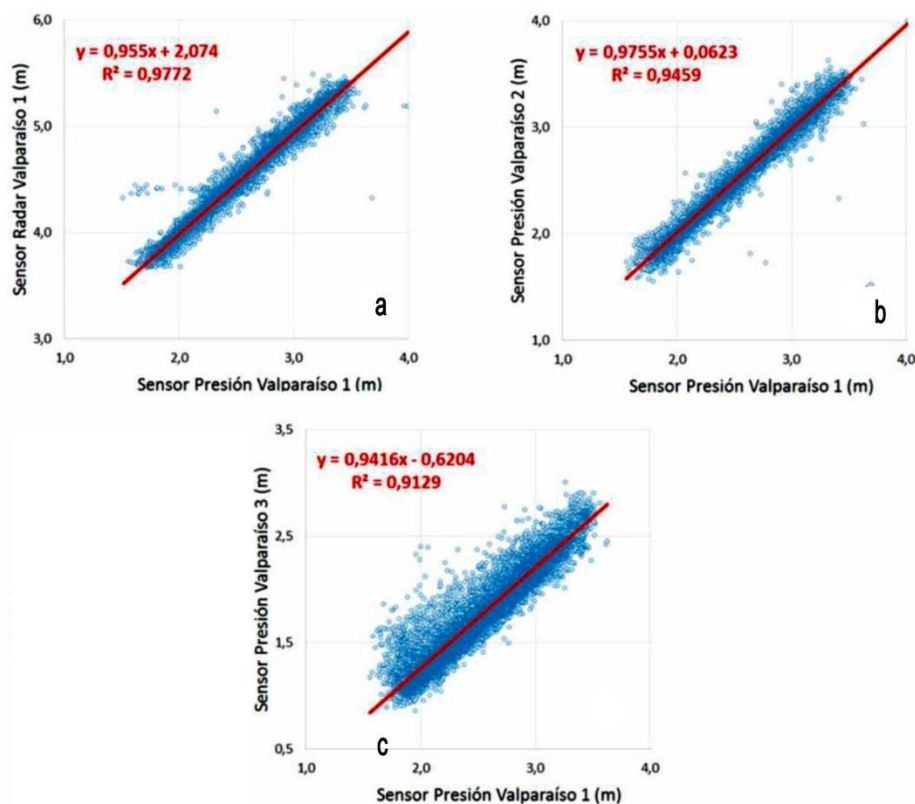 6,0
y = 0,955x + 2,074
R² = 0,9772
5,0
4,0
3,0
1,0 2,0 3,0 4,0
Sensor Radar Valparaíso 1 (m)
Sensor Presión Valparaíso 1 (m)
a
4,0
y = 0,9755x + 0,0623
R² = 0,9459
3,0
2,0
1,0
1,0 2,0 3,0 4,0
Sensor Presión Valparaíso 2 (m)
Sensor Presión Valparaíso 1 (m)
b
3,5
y = 0,9416x - 0,6204
R² = 0,9129
2,5
1,5
0,5
1,0 2,0 3,0 4,0
Sensor Presión Valparaíso 3 (m)
Sensor Presión Valparaíso 1 (m)
c